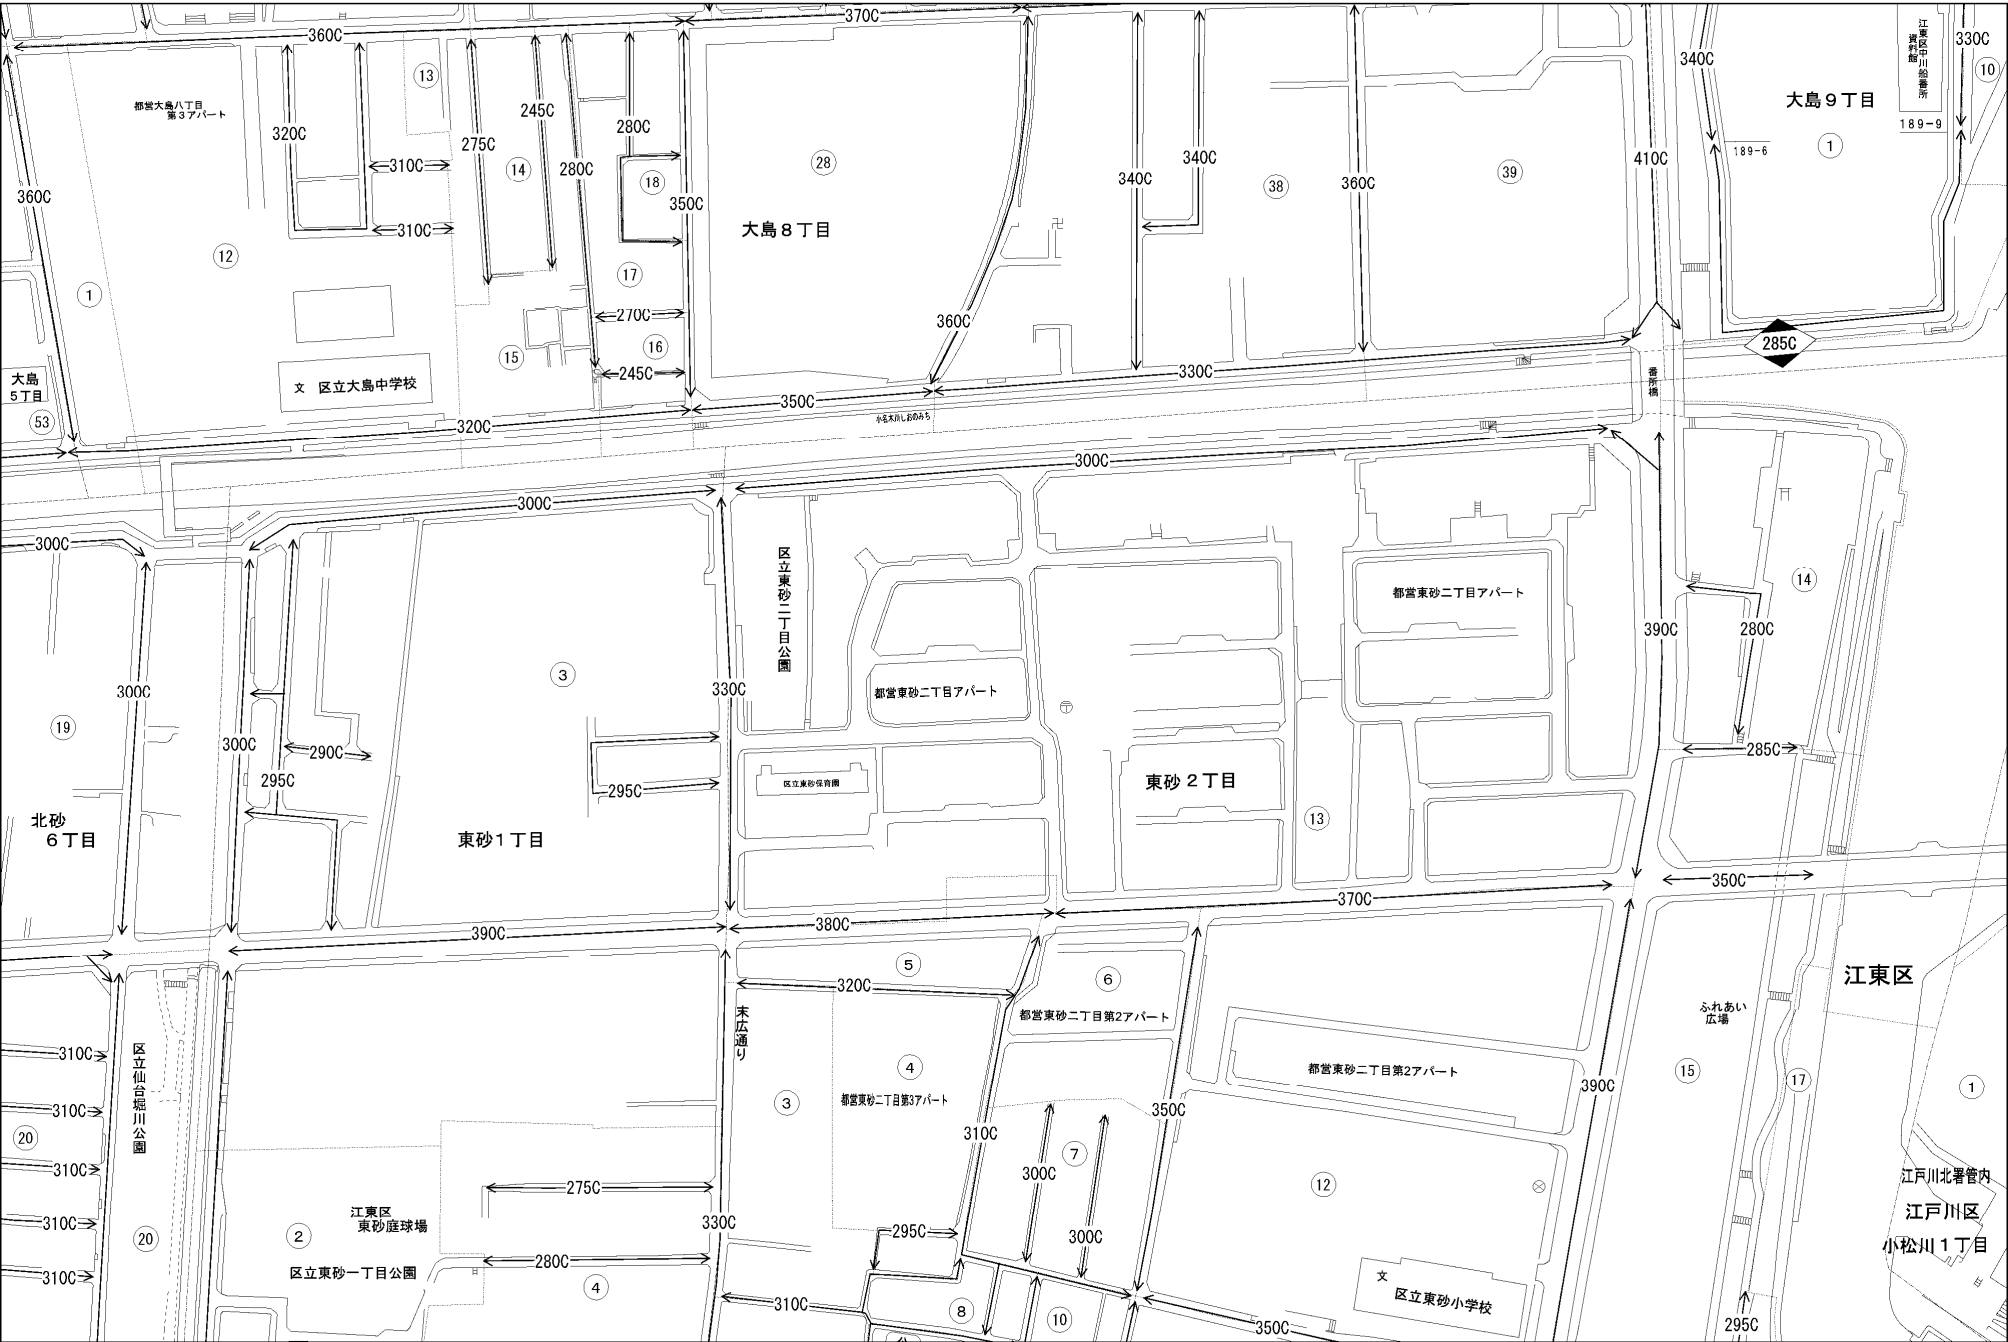 370C
360C
340C
330C
江東区中川船番所
資料館
10
13
都営大島八丁目
第3アパート
320C
275C
245C
280C
大島9丁目
189-9
189-6
1
310C
14
280C
18
28
340C
340C
38
360C
39
410C
360C
350C
310C
大島8丁目
12
17
1
270C
360C
285C
16
15
245C
330C
大島
5丁目
文 区立大島中学校
350C
番所橋
53
320C
小名木川しおのみち
300C
300C
300C
区立東砂二丁目公園
14
都営東砂二丁目アパート
390C
280C
3
300C
330C
都営東砂二丁目アパート
〒
19
300C
290C
285C
295C
295C
区立東砂保育園
東砂2丁目
北砂
6丁目
東砂1丁目
13
350C
370C
390C
380C
5
6
江東区
320C
末広通り
都営東砂二丁目第2アパート
ふれあい
広場
310C
区立仙台堀川公園
4
都営東砂二丁目第2アパート
15
17
1
390C
3
都営東砂二丁目第3アパート
350C
310C
20
310C
7
300C
310C
12
江戸川北署管内
275C
江東区
東砂庭球場
江戸川区
310C
330C
295C
300C
2
20
小松川1丁目
280C
区立東砂一丁目公園
310C
4
文
区立東砂小学校
310C
8
10
350C
295C